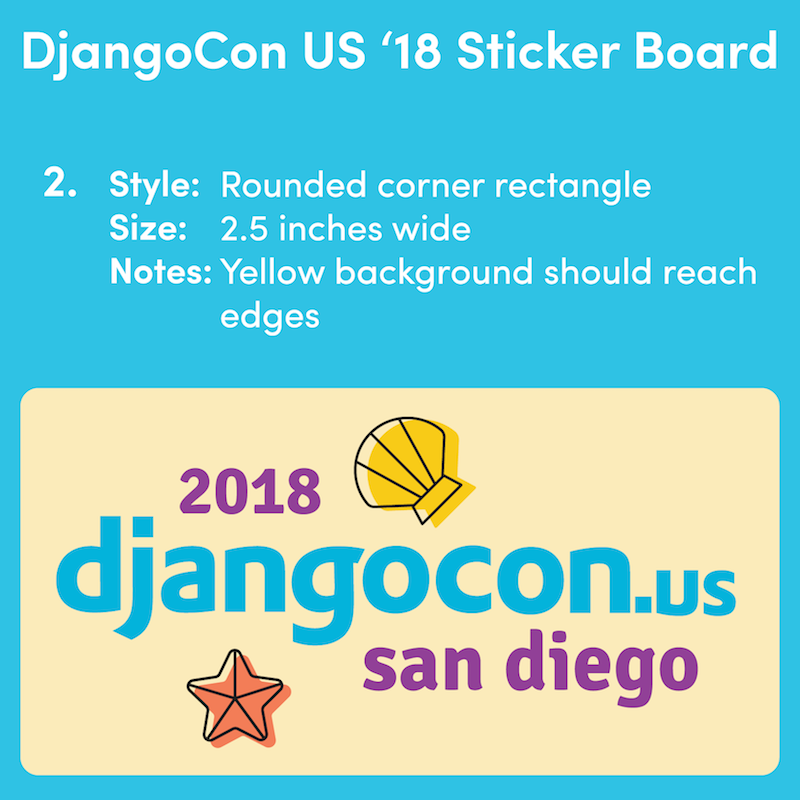 DjangoCon US ‘18 Sticker Board
2. Style: Rounded corner rectangle
Size: 2.5 inches wide
Notes: Yellow background should reach
edges
2018
djangocon.us
san diego